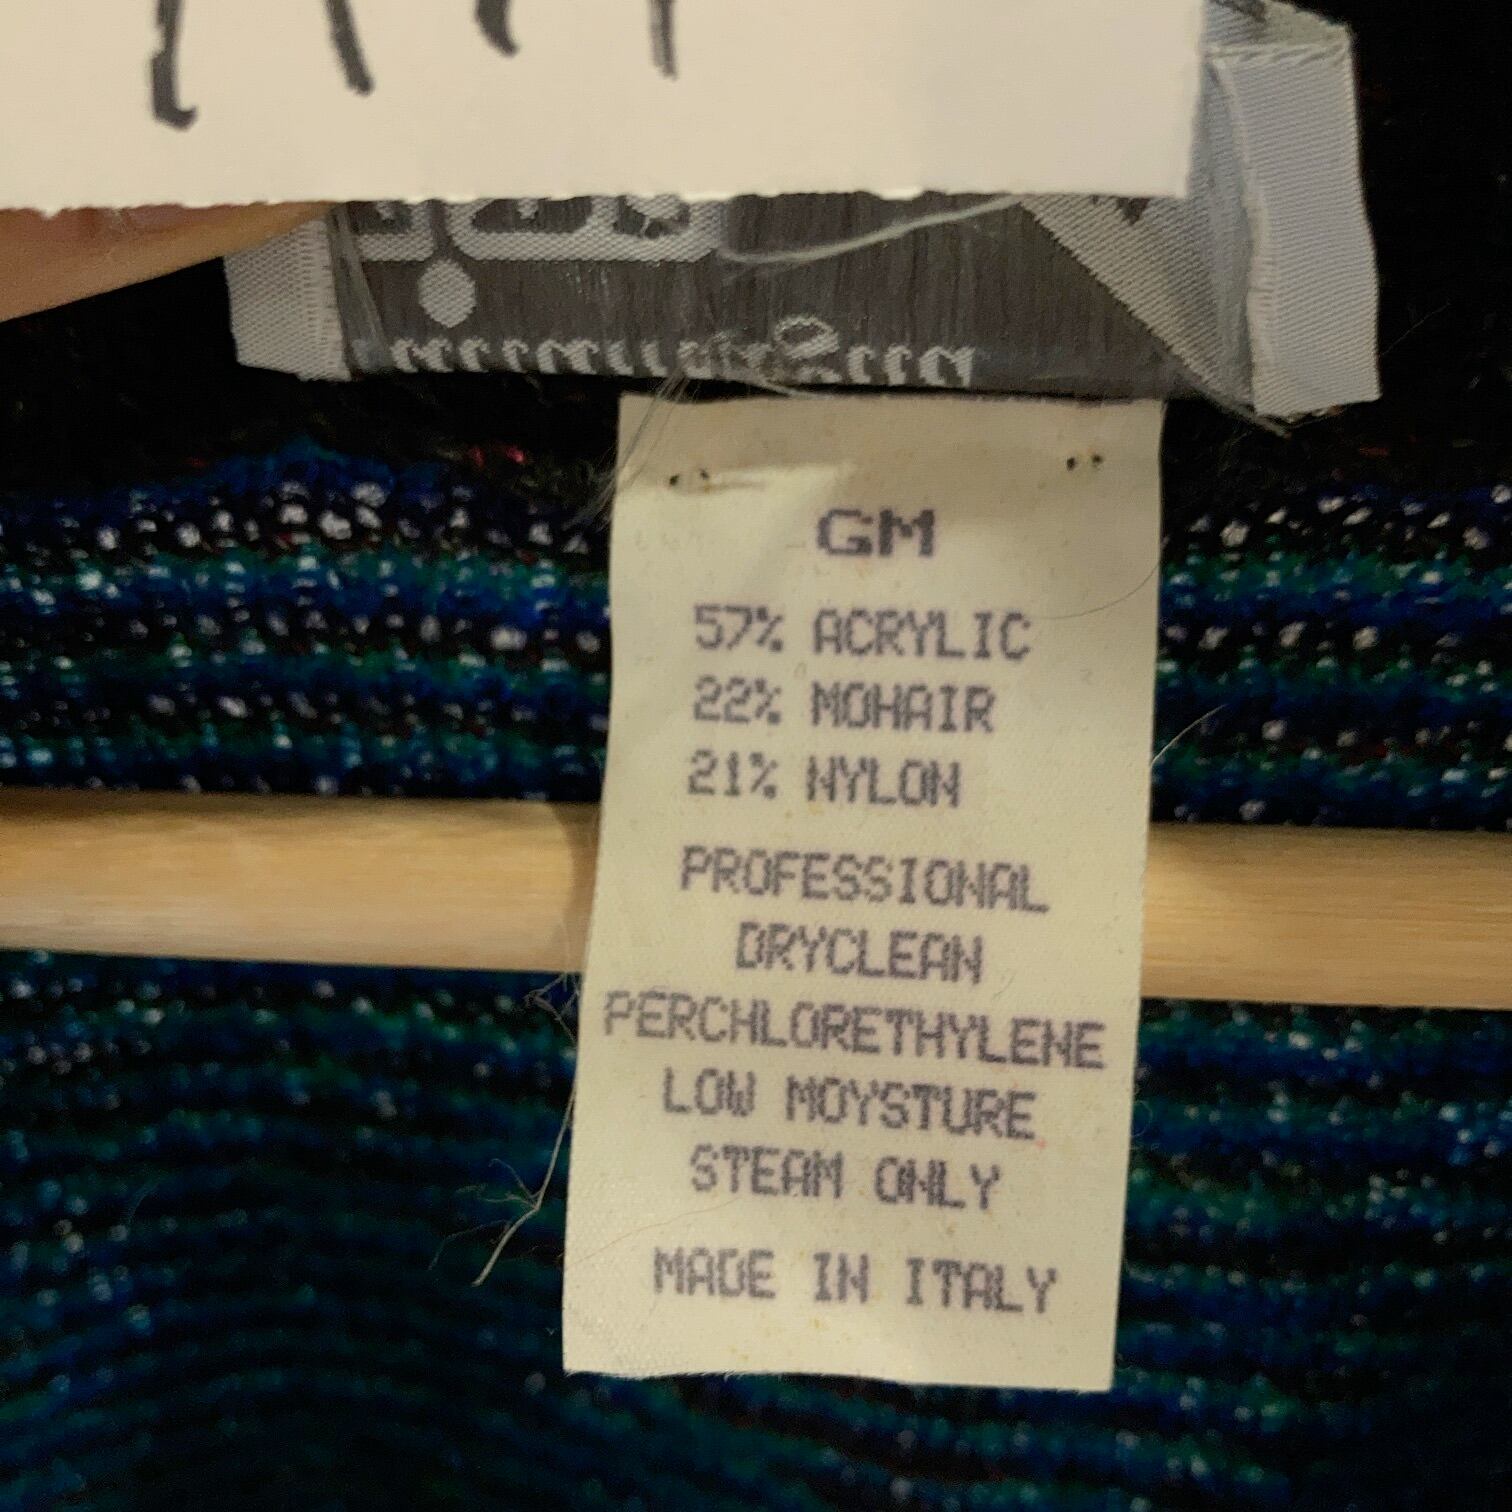 GM
57% ACRYLIC
22% MOHAIR
21% NYLON
PROFESSIONAL
DRYCLEAN
PERCHLORETHYLENE
LOW MOYSTURE
STEAM ONLY
MADE IN ITALY